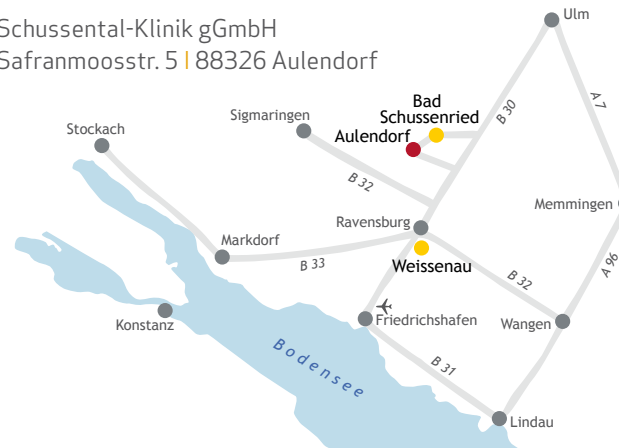 Schussental-Klinik gGmbH
Safranmoosstr. 5 | 88326 Aulendorf
Ulm
A 7
B 30
Bad
Schussenried
Aulendorf
Sigmaringen
Stockach
B 32
Memmingen
Ravensburg
Markdorf
B 33
Weissenau
A 96
B 32
Konstanz
Friedrichshafen
Wangen
Bodensee
B 31
Lindau